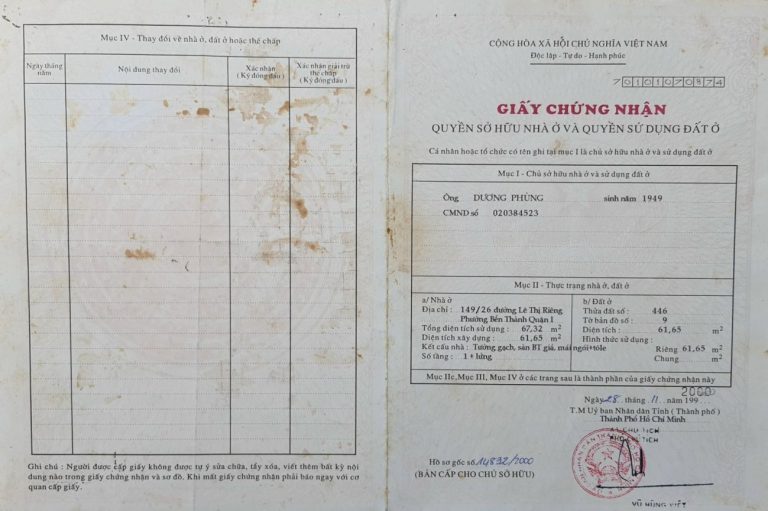 Mục IV - Thay đổi về nhà ở, đất ở hoặc thế chấp
Ngày tháng năm
Nội dung thay đổi
Xác nhận (Ký đóng dấu)
Xác nhận giải trừ thế chấp (Ký đóng dấu)
Ghi chú : Người được cấp giấy không được tự ý sửa chữa, tẩy xóa, viết thêm bất kỳ nội
dung nào trong giấy chứng nhận và sơ đồ. Khi mất giấy chứng nhận phải báo ngay với cơ
quan cấp giấy.
CỘNG HÒA XÃ HỘI CHỦ NGHĨA VIỆT NAM
Độc lập - Tự do - Hạnh phúc
70101070874
GIẤY CHỨNG NHẬN
QUYỀN SỞ HỮU NHÀ Ở VÀ QUYỀN SỬ DỤNG ĐẤT Ở
Cá nhân hoặc tổ chức có tên ghi tại mục I là chủ sở hữu nhà ở và sử dụng đất ở
Mục I - Chủ sở hữu nhà ở và sử dụng đất ở
Ông DƯƠNG PHÙNG sinh năm 1949
CMND số 020384523
Mục II - Thực trạng nhà ở, đất ở
a/ Nhà ở
Địa chỉ : 149/26 đường Lê Thị Riêng
Phường Bến Thành Quận I
Tổng diện tích sử dụng : 67,32 m2
Diện tích xây dựng : 61,65 m2
Kết cấu nhà : Tường gạch, sàn BT giả, mái ngói+tôle
Số tầng : 1 + lửng
b/ Đất ở
Thửa đất số : 446
Tờ bản đồ số : 9
Diện tích : 61,65 m2
Hình thức sử dụng :
Riêng 61,65 m2
Chung m2
Mục IIc, Mục III, Mục IV ở các trang sau là thành phần của giấy chứng nhận này
2000
Ngày 28 tháng 11 năm 199
T.M Uỷ ban Nhân dân Tỉnh ( Thành phố )
Thành Phố Hồ Chí Minh
CHỦ TỊCH
Hồ sơ gốc số 14832/2000
(BẢN CẤP CHO CHỦ SỞ HỮU)
VŨ HÙNG VIỆT